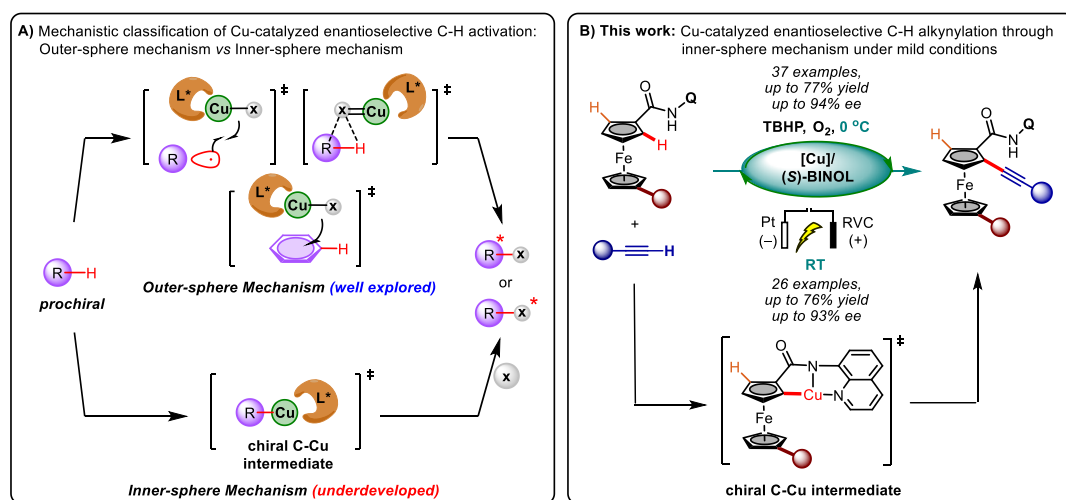 A) Mechanistic classification of Cu-catalyzed enantioselective C-H activation:
Outer-sphere mechanism vs Inner-sphere mechanism
L*
Cu
x
‡
R
L*
x
Cu
‡
R
H
L*
Cu
x
‡
H
R
H
prochiral
Outer-sphere Mechanism (well explored)
*
R
x
or
R
x
*
x
R
Cu
L*
‡
chiral C-Cu
intermediate
Inner-sphere Mechanism (underdeveloped)
B) This work: Cu-catalyzed enantioselective C-H alkynylation through
inner-sphere mechanism under mild conditions
37 examples,
up to 77% yield
up to 94% ee
TBHP, O2, 0 °C
[Cu]/
(S)-BINOL
Pt
(–)
RVC
(+)
RT
26 examples,
up to 76% yield
up to 93% ee
H
O
Q
N
H
H
Fe
+
H
H
O
Q
N
H
Fe
H
O
N
Cu
N
Fe
‡
chiral C-Cu intermediate